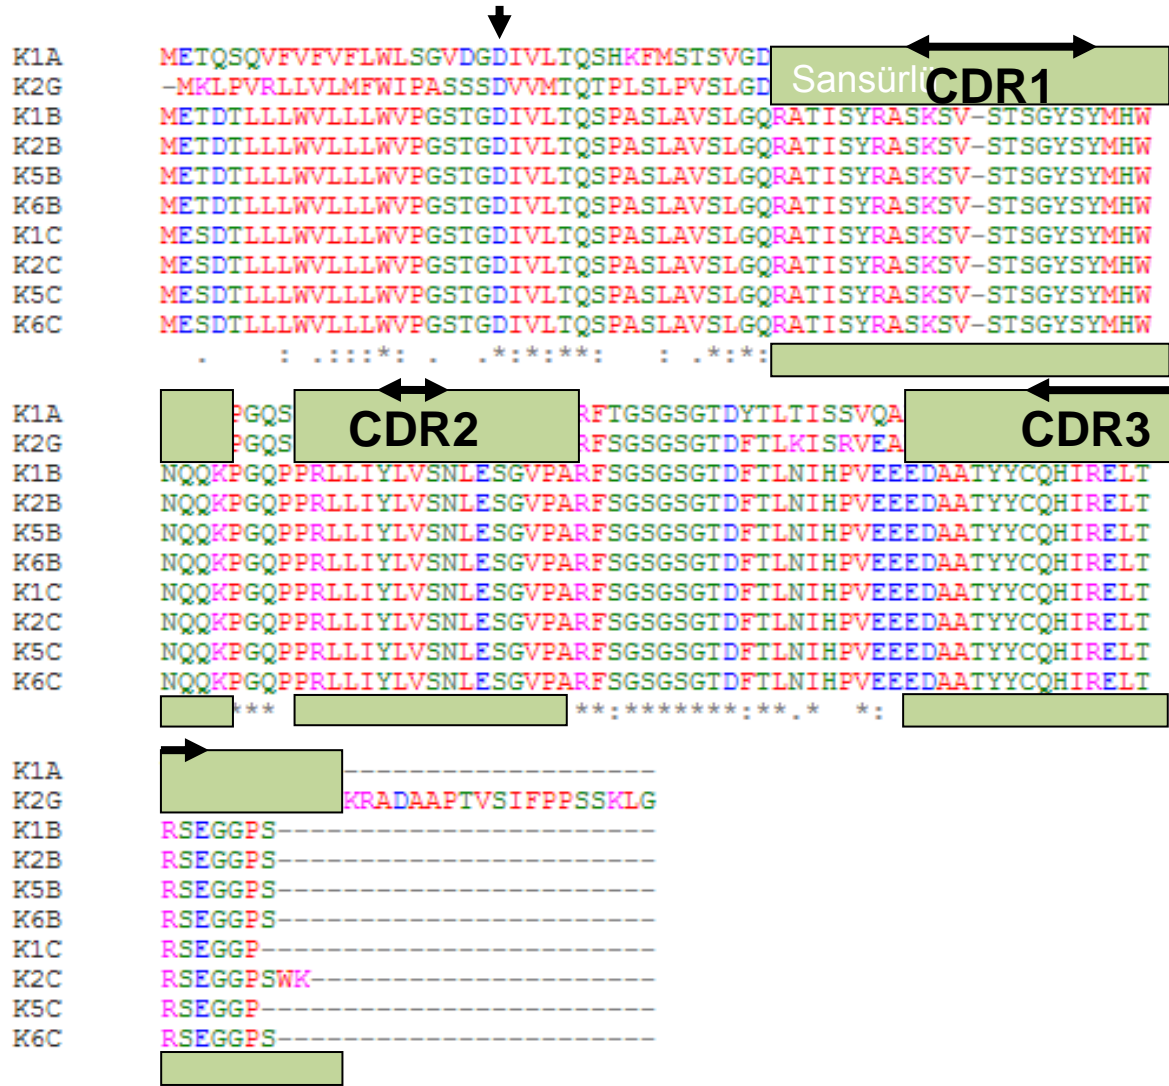 K1A METQSQVFVFVFLWLSGVDGDIVLTQSHKFMSTSVGD Sansürlü CDR1
K2G -MKLPVRLLVLMFWIPASSSDVVMTQTPLSLPVSLGD
K1B METDTLLLWVLLLWVPGSTGDIVLTQSPASLAVSLGQRATISYRASKSV-STSGYSYMHW
K2B METDTLLLWVLLLWVPGSTGDIVLTQSPASLAVSLGQRATISYRASKSV-STSGYSYMHW
K5B METDTLLLWVLLLWVPGSTGDIVLTQSPASLAVSLGQRATISYRASKSV-STSGYSYMHW
K6B METDTLLLWVLLLWVPGSTGDIVLTQSPASLAVSLGQRATISYRASKSV-STSGYSYMHW
K1C MESDTLLLWVLLLWVPGSTGDIVLTQSPASLAVSLGQRATISYRASKSV-STSGYSYMHW
K2C MESDTLLLWVLLLWVPGSTGDIVLTQSPASLAVSLGQRATISYRASKSV-STSGYSYMHW
K5C MESDTLLLWVLLLWVPGSTGDIVLTQSPASLAVSLGQRATISYRASKSV-STSGYSYMHW
K6C MESDTLLLWVLLLWVPGSTGDIVLTQSPASLAVSLGQRATISYRASKSV-STSGYSYMHW
. : .:::*: . .*:*:**: : .*:*:
K1A PGQS CDR2 RFTGSGSGTDYTLTISSVQA CDR3
K2G PGQS RFSGSGSGTDFTLKISRVEA
K1B NQQKPGQPPRLLIYLVSNLESGVPARFSGSGSGTDFTLNIHPVEEEDAATYYCQHIRELT
K2B NQQKPGQPPRLLIYLVSNLESGVPARFSGSGSGTDFTLNIHPVEEEDAATYYCQHIRELT
K5B NQQKPGQPPRLLIYLVSNLESGVPARFSGSGSGTDFTLNIHPVEEEDAATYYCQHIRELT
K6B NQQKPGQPPRLLIYLVSNLESGVPARFSGSGSGTDFTLNIHPVEEEDAATYYCQHIRELT
K1C NQQKPGQPPRLLIYLVSNLESGVPARFSGSGSGTDFTLNIHPVEEEDAATYYCQHIRELT
K2C NQQKPGQPPRLLIYLVSNLESGVPARFSGSGSGTDFTLNIHPVEEEDAATYYCQHIRELT
K5C NQQKPGQPPRLLIYLVSNLESGVPARFSGSGSGTDFTLNIHPVEEEDAATYYCQHIRELT
K6C NQQKPGQPPRLLIYLVSNLESGVPARFSGSGSGTDFTLNIHPVEEEDAATYYCQHIRELT
*** **:*******:**.* *:
K1A -------------------
K2G KRADAAPTVSIFPPSSKLG
K1B RSEGGPS-----------------------
K2B RSEGGPS-----------------------
K5B RSEGGPS-----------------------
K6B RSEGGPS-----------------------
K1C RSEGGP------------------------
K2C RSEGGPSWK---------------------
K5C RSEGGP------------------------
K6C RSEGGPS-----------------------